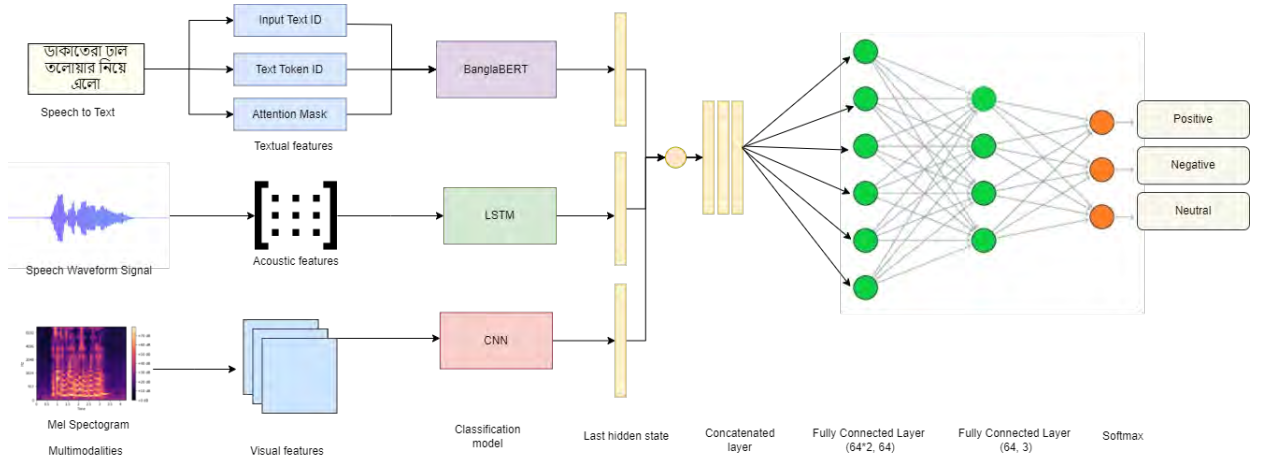 Input Text ID
ডাকাতেরা ঢাল
তলোয়ার নিয়ে
এলো
Text Token ID
BanglaBERT
Speech to Text
Attention Mask
Textual features
Positive
Negative
Neutral
LSTM
Speech Waveform Signal
Acoustic features
CNN
Mel Spectrogram
Multimodalities
Visual features
Classification
model
Last hidden state
Concatenated
layer
Fully Connected Layer
(64*2, 64)
Fully Connected Layer
(64, 3)
Softmax